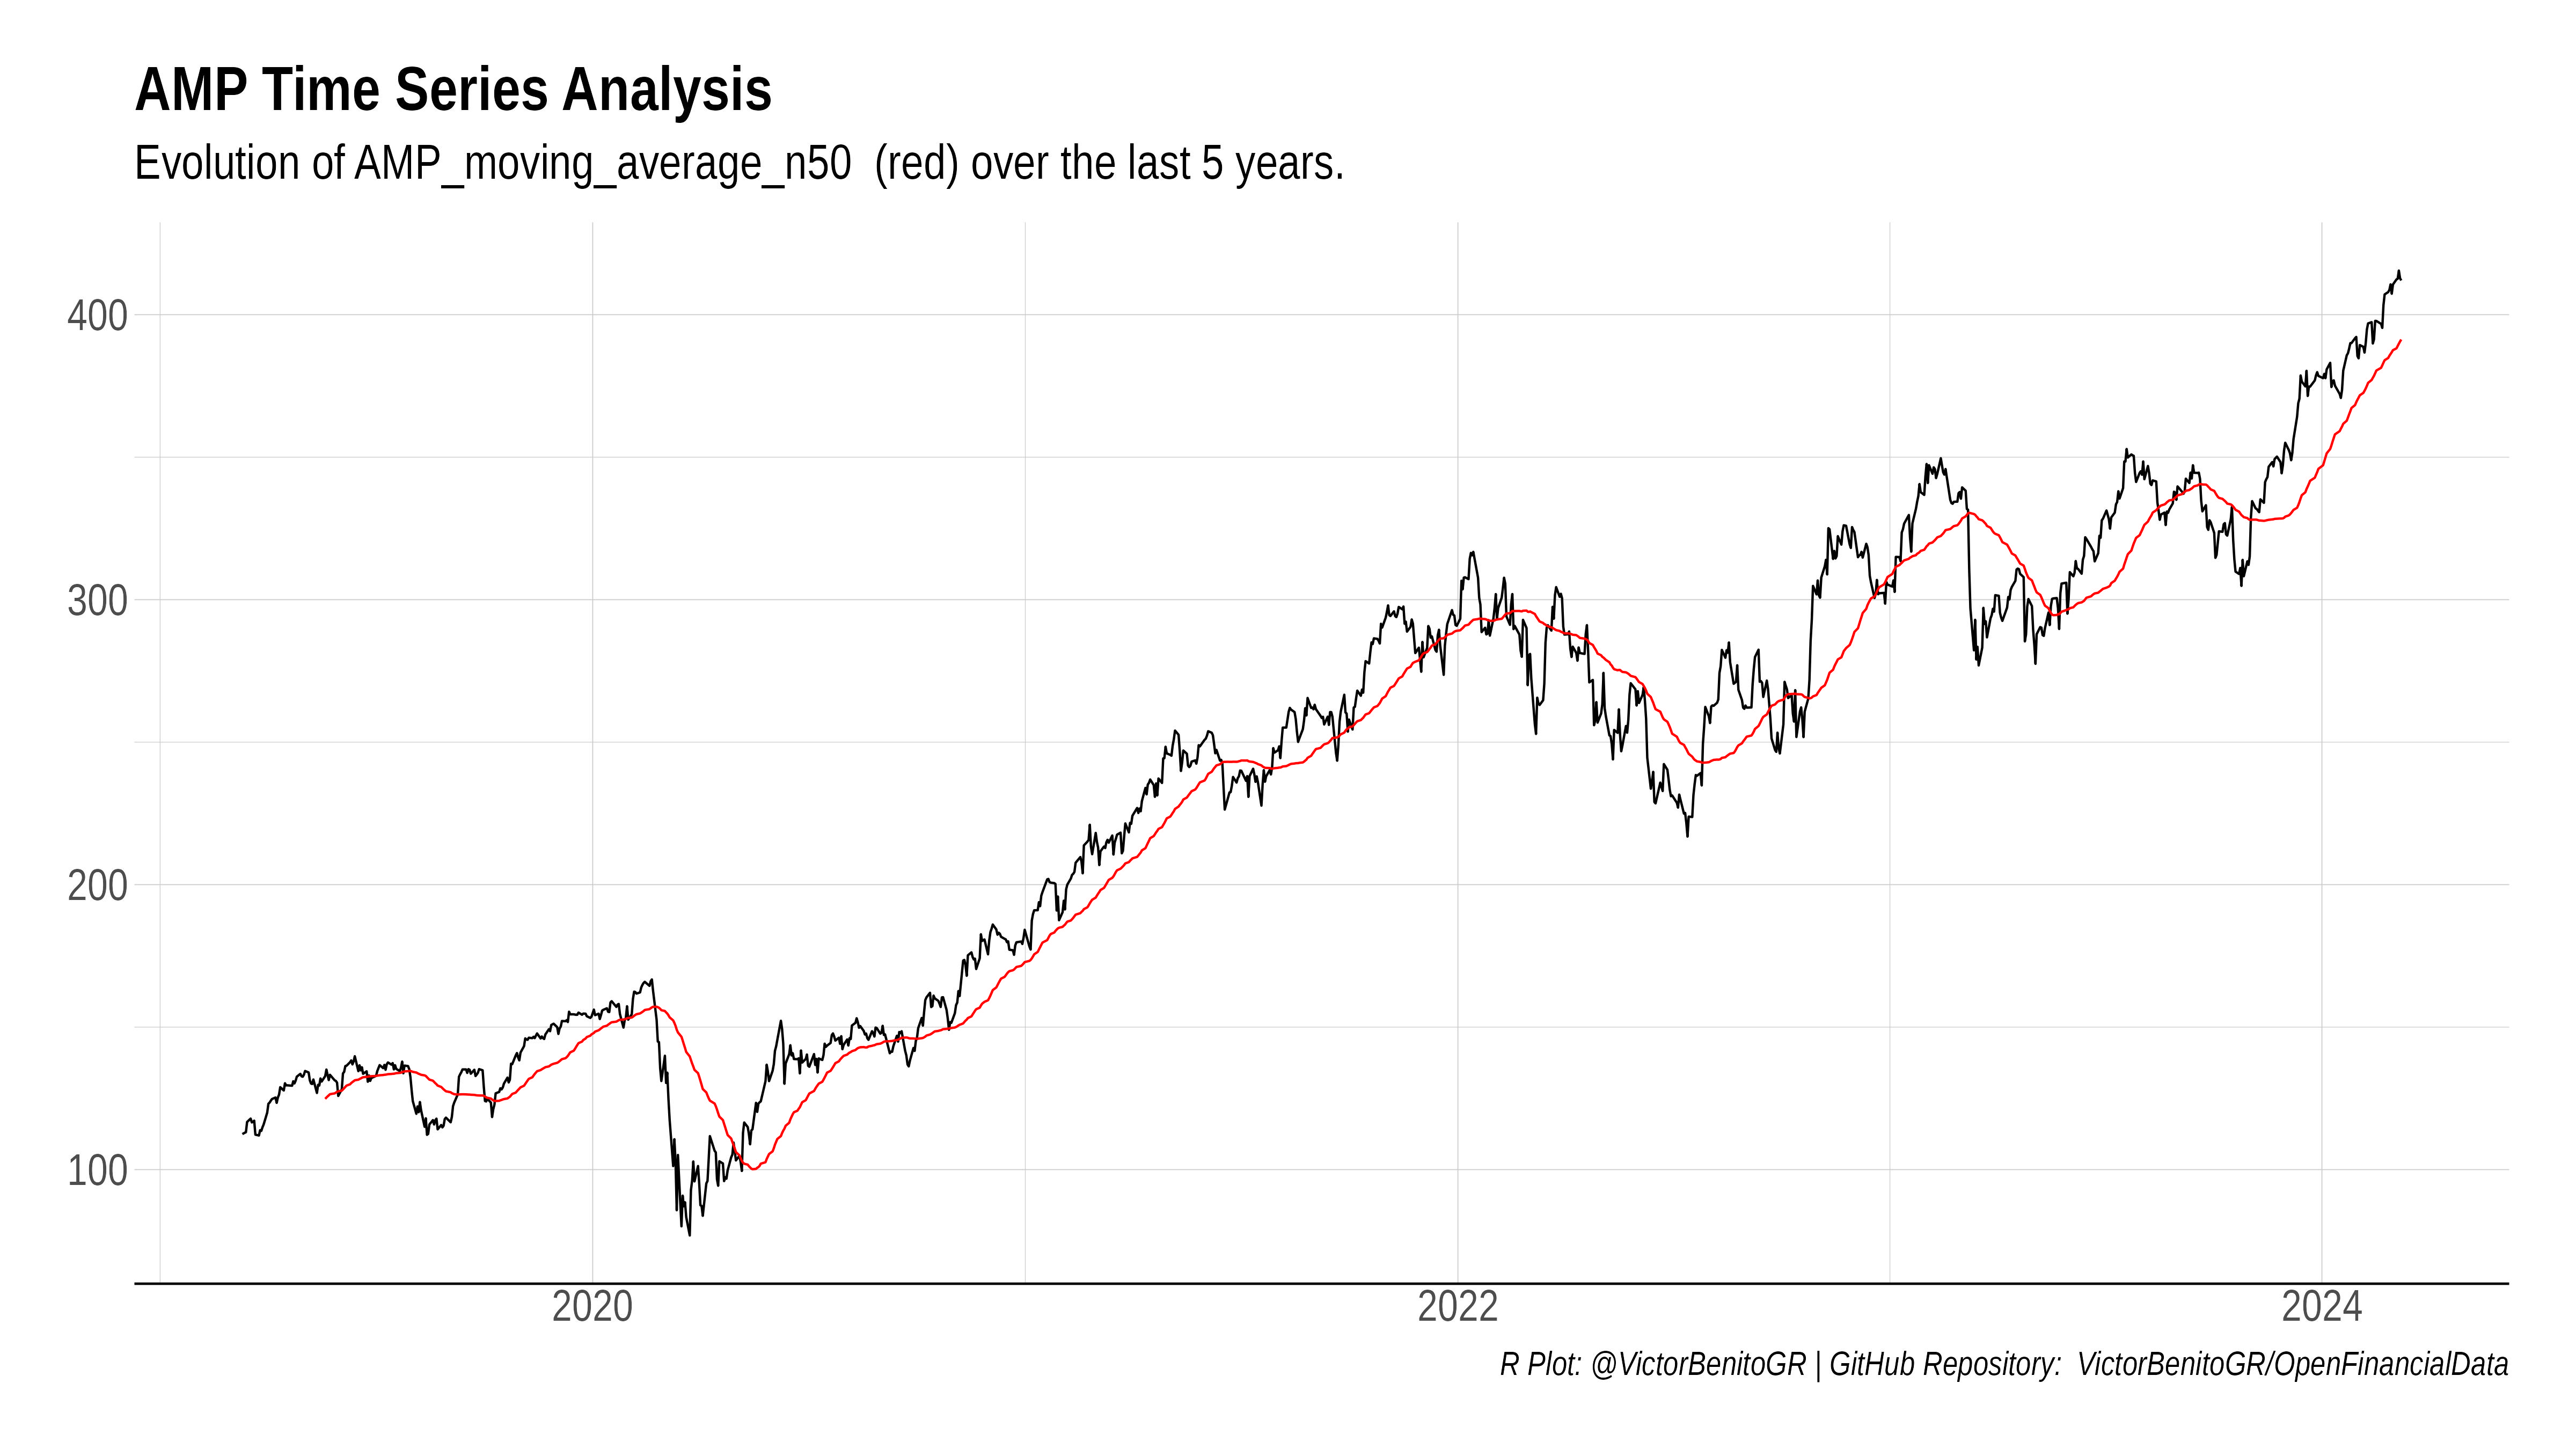 AMP Time Series Analysis
Evolution of AMP_moving_average_n50  (red) over the last 5 years.
400
300
200
100
2020
2022
2024
R Plot: @VictorBenitoGR | GitHub Repository:  VictorBenitoGR/OpenFinancialData